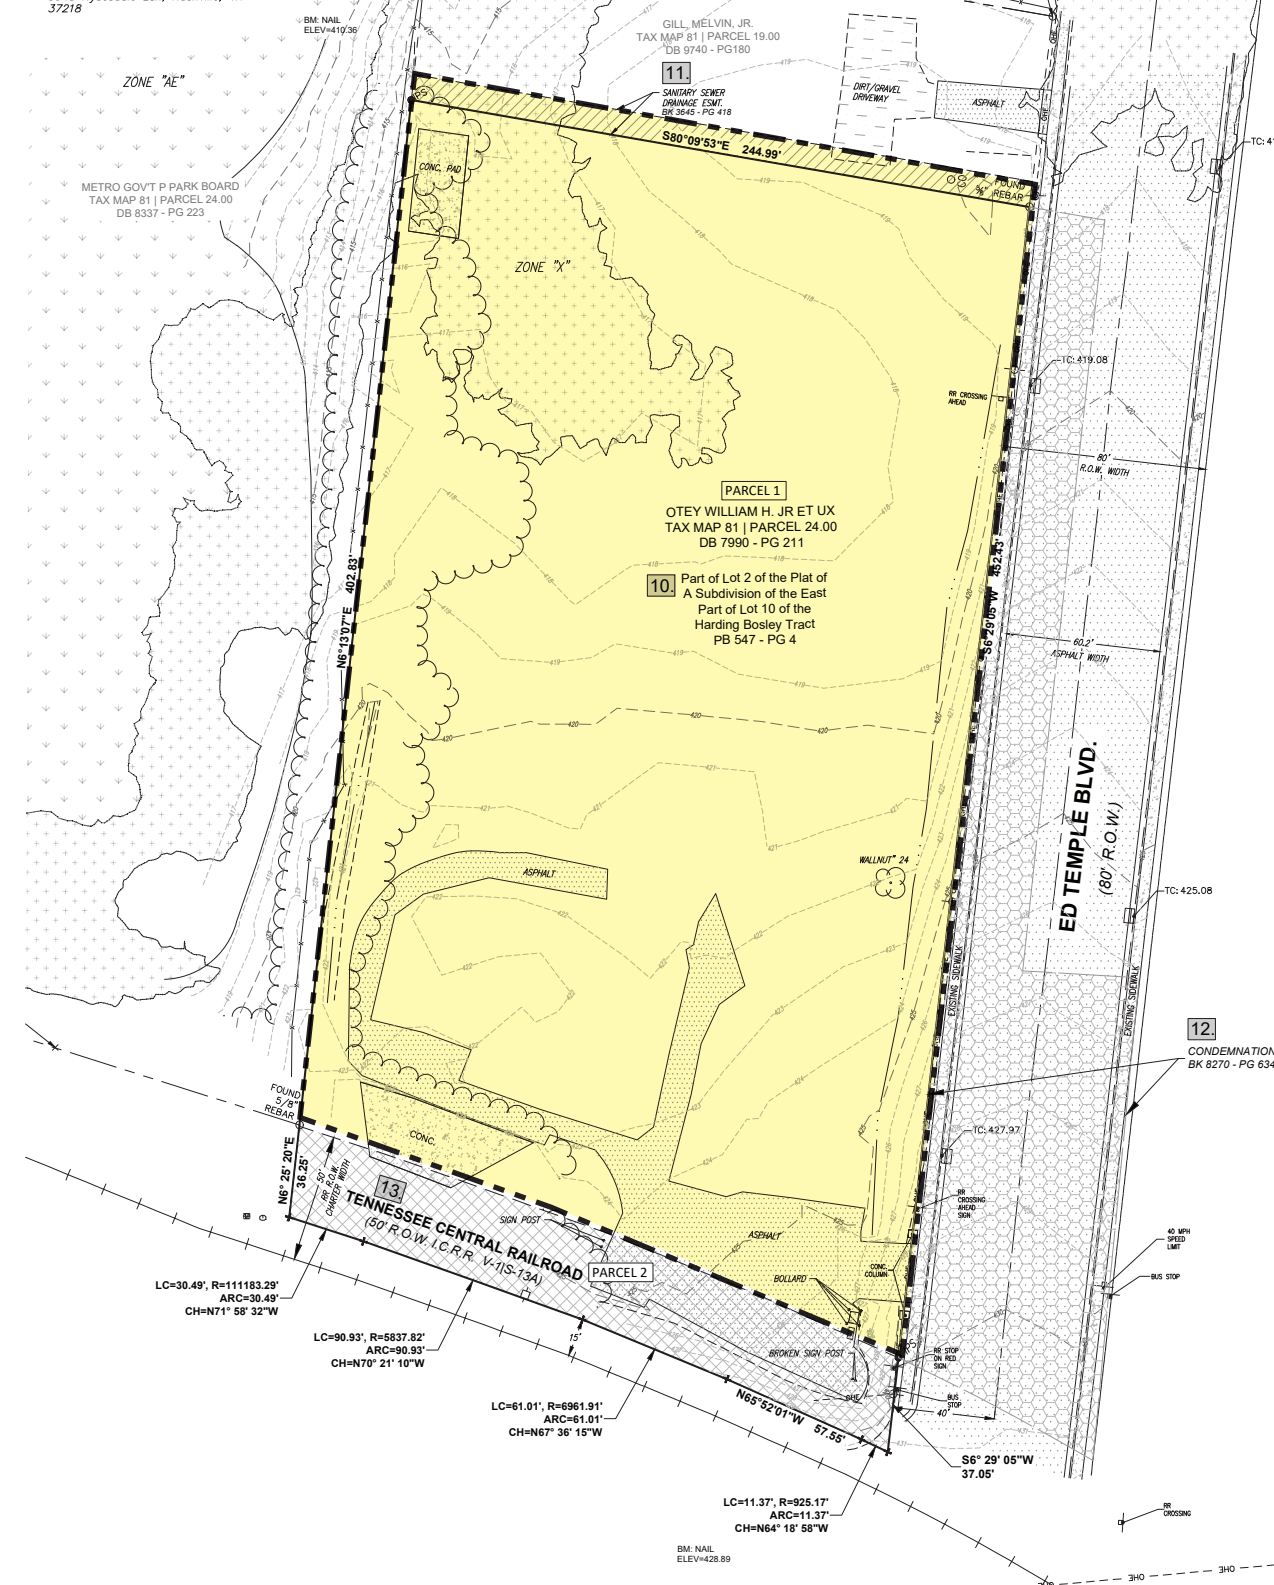 37218
BM: NAIL
ELEV=410.36
GILL, MELVIN, JR.
TAX MAP 81 | PARCEL 19.00
DB 9740 - PG180
11.
SANITARY SEWER
DRAINAGE ESMT.
BK 3645 - PG 418
ZONE "AE"
DIRT/GRAVEL
DRIVEWAY
ASPHALT
S80°09'53"E 244.99'
CONC. PAD
FOUND
⅝"
REBAR
METRO GOV'T P PARK BOARD
TAX MAP 81 | PARCEL 24.00
DB 8337 - PG 223
ZONE "X"
TC: 419.08
RR CROSSING
AHEAD
80'
R.O.W. WIDTH
PARCEL 1
OTEY WILLIAM H. JR ET UX
TAX MAP 81 | PARCEL 24.00
DB 7990 - PG 211
10.
Part of Lot 2 of the Plat of
A Subdivision of the East
Part of Lot 10 of the
Harding Bosley Tract
PB 547 - PG 4
N6°13'07"E 402.83'
S6°29'05"W 452.43'
60.2'
ASPHALT WIDTH
ED TEMPLE BLVD.
(80' R.O.W.)
WALLNUT" 24
ASPHALT
TC: 425.08
EXISTING SIDEWALK
EXISTING SIDEWALK
12.
CONDEMNATION
BK 8270 - PG 634
FOUND
5/8"
REBAR
TC: 427.97
CONC.
N6° 25' 20"E
36.25'
50'
RR R.O.W.
CHARTER WIDTH
13.
TENNESSEE CENTRAL RAILROAD
(50' R.O.W. I.C.R.R. V-1|S-13A)
SIGN POST
PARCEL 2
ASPHALT
BOLLARD
CONC.
COLUMN
RR
CROSSING
AHEAD
SIGN
40 MPH
SPEED
LIMIT
BUS STOP
LC=30.49', R=111183.29'
ARC=30.49'
CH=N71° 58' 32"W
LC=90.93', R=5837.82'
ARC=90.93'
CH=N70° 21' 10"W
15'
BROKEN SIGN POST
RR STOP
ON RED
SIGN
OHE
BUS
STOP
40'
LC=61.01', R=6961.91'
ARC=61.01'
CH=N67° 36' 15"W
N65°52'01"W 57.55'
S6° 29' 05"W
37.05'
LC=11.37', R=925.17'
ARC=11.37'
CH=N64° 18' 58"W
RR
CROSSING
BM: NAIL
ELEV=428.89
OHE
OHE